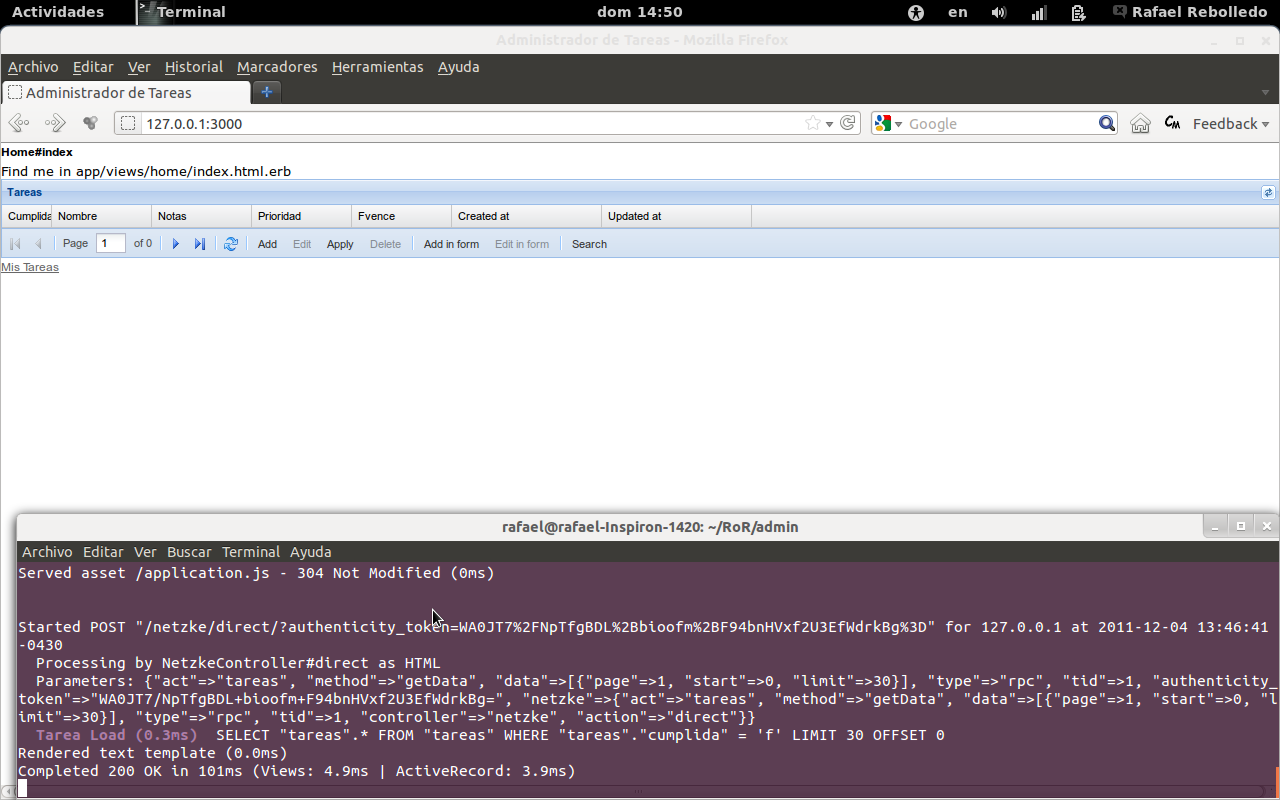 Actividades Terminal dom 14:50 en Rafael Rebolledo
Administrador de Tareas - Mozilla Firefox
Archivo Editar Ver Historial Marcadores Herramientas Ayuda
Administrador de Tareas
127.0.0.1:3000 Google Feedback
Home#index
Find me in app/views/home/index.html.erb
Tareas
Cumplida Nombre Notas Prioridad Fvence Created at Updated at
Page 1 of 0 Add Edit Apply Delete Add in form Edit in form Search
Mis Tareas
rafael@rafael-Inspiron-1420: ~/RoR/admin
Archivo Editar Ver Buscar Terminal Ayuda
Served asset /application.js - 304 Not Modified (0ms)
Started POST "/netzke/direct/?authenticity_token=WA0JT7%2FNpTfgBDL%2Bbioofm%2BF94bnHVxf2U3EfWdrkBg%3D" for 127.0.0.1 at 2011-12-04 13:46:41
-0430
Processing by NetzkeController#direct as HTML
Parameters: {"act"=>"tareas", "method"=>"getData", "data"=>[{"page"=>1, "start"=>0, "limit"=>30}], "type"=>"rpc", "tid"=>1, "authenticity_
token"=>"WA0JT7/NpTfgBDL+bioofm+F94bnHVxf2U3EfWdrkBg=", "netzke"=>{"act"=>"tareas", "method"=>"getData", "data"=>[{"page"=>1, "start"=>0, "l
imit"=>30}], "type"=>"rpc", "tid"=>1, "controller"=>"netzke", "action"=>"direct"}}
Tarea Load (0.3ms) SELECT "tareas".* FROM "tareas" WHERE "tareas"."cumplida" = 'f' LIMIT 30 OFFSET 0
Rendered text template (0.0ms)
Completed 200 OK in 101ms (Views: 4.9ms | ActiveRecord: 3.9ms)